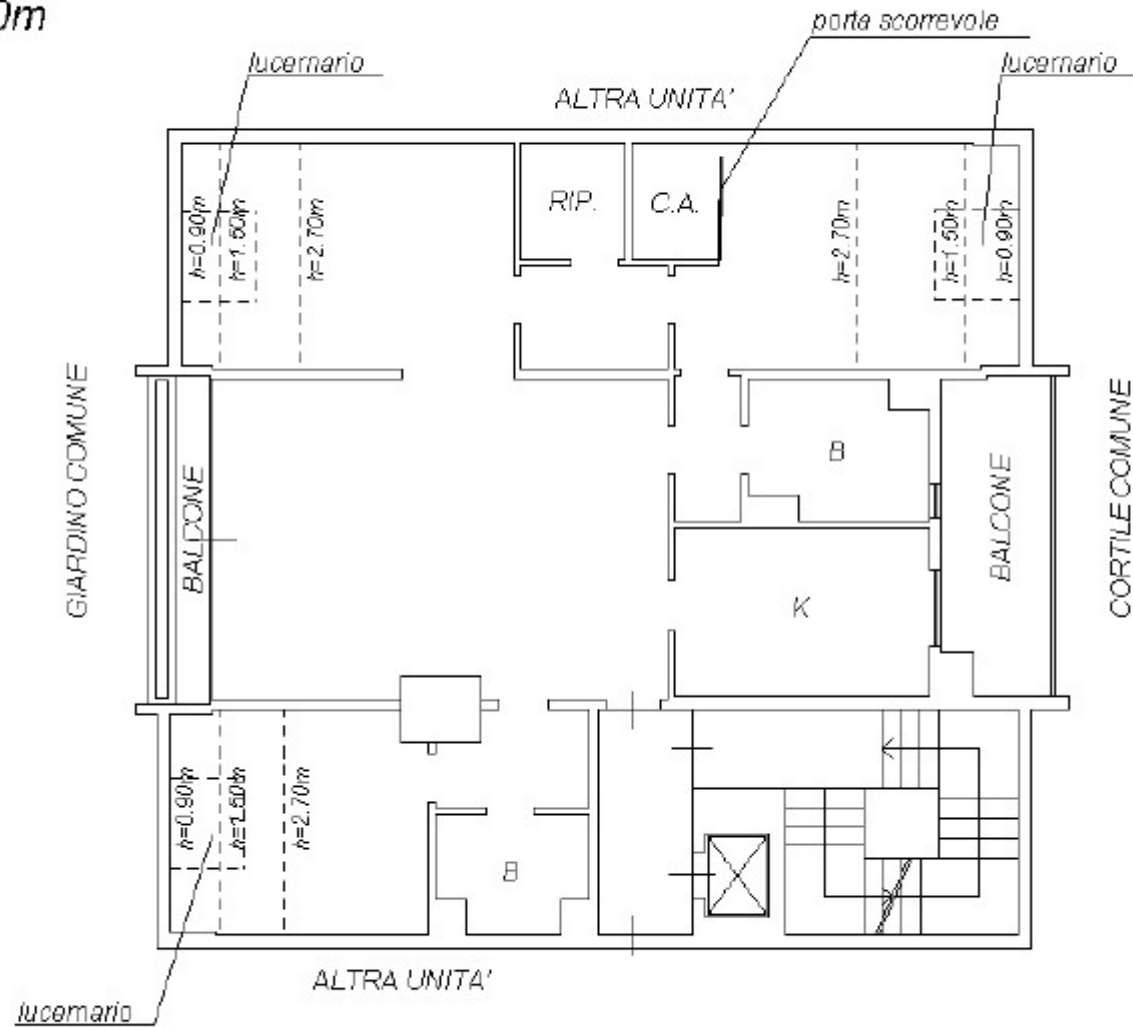 0m
porta scorrevole
lucernario
lucernario
ALTRA UNITA'
RIP.
C.A.
h=0.90m
h=1.50m
h=2.70m
h=2.70m
h=1.50m
h=0.90m
GIARDINO COMUNE
BALCONE
B
K
BALCONE
CORTILE COMUNE
h=0.90m
h=1.50m
h=2.70m
B
ALTRA UNITA'
lucernario